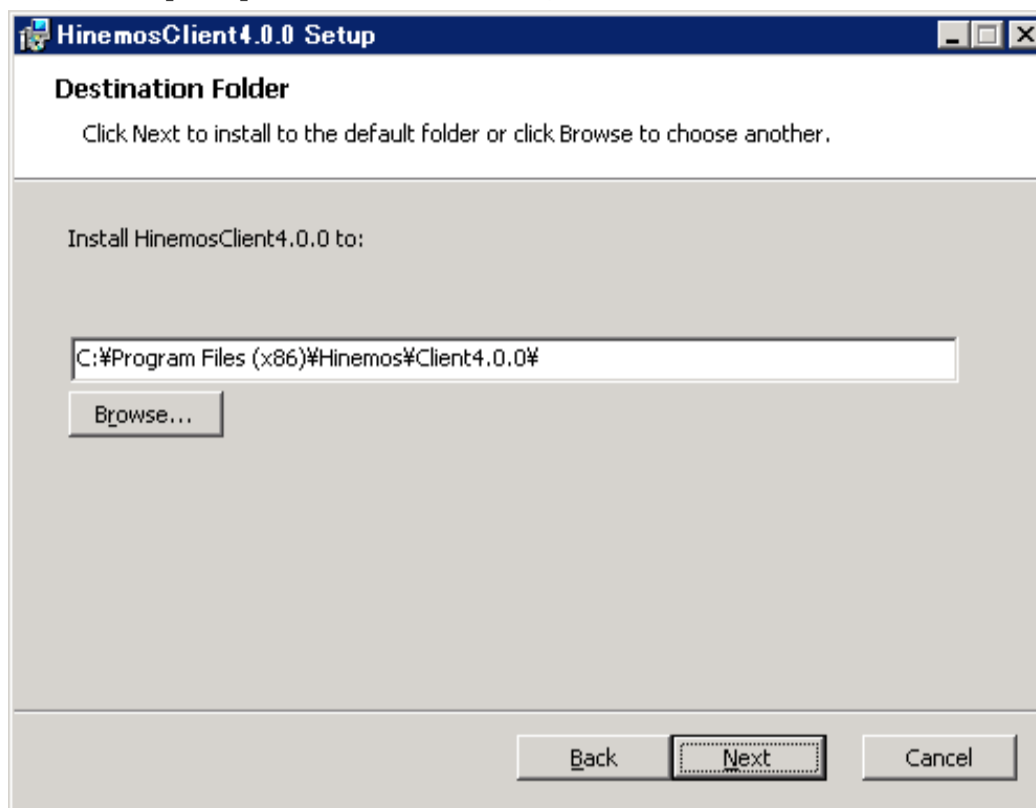 HinemosClient4.0.0 Setup
Destination Folder
Click Next to install to the default folder or click Browse to choose another.
Install HinemosClient4.0.0 to:
C:¥Program Files (x86)¥Hinemos¥Client4.0.0¥
Browse...
Back Next Cancel